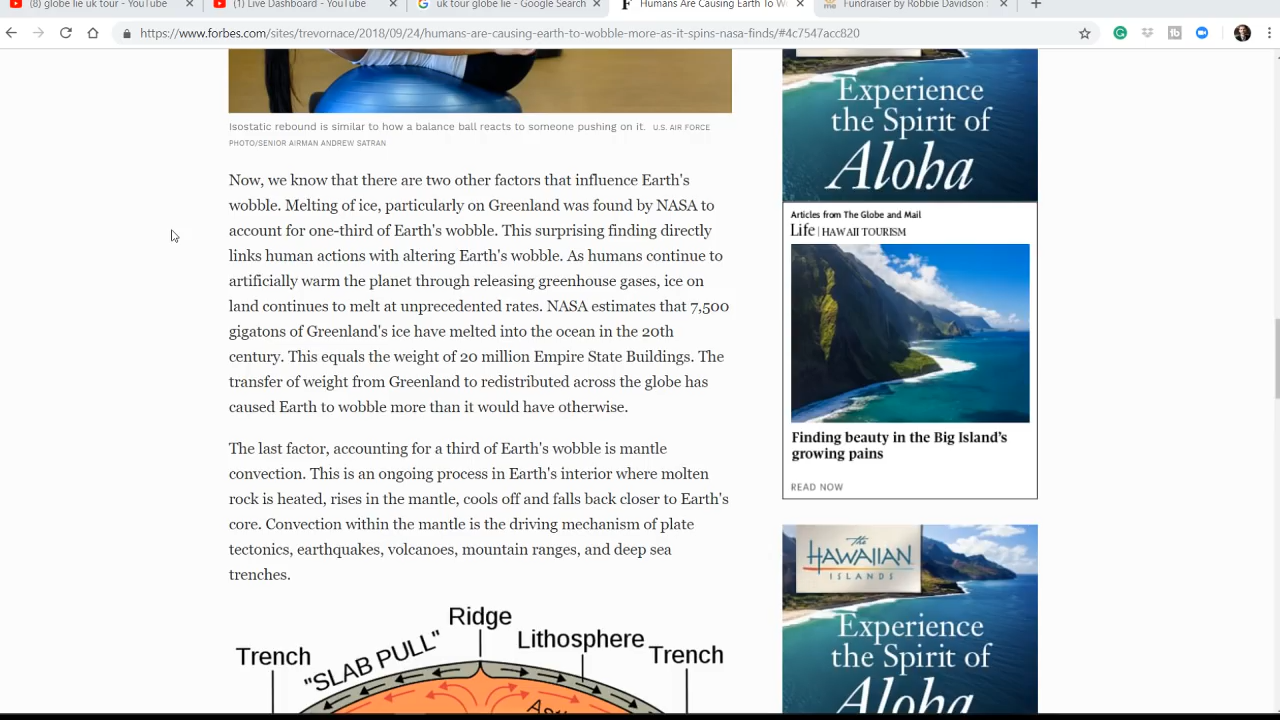 (8) globe lie uk tour - YouTube
(1) Live Dashboard - YouTube
uk tour globe lie - Google Search
Humans Are Causing Earth To W
Fundraiser by Robbie Davidson :
https://www.forbes.com/sites/trevornace/2018/09/24/humans-are-causing-earth-to-wobble-more-as-it-spins-nasa-finds/#4c7547acc820
Isostatic rebound is similar to how a balance ball reacts to someone pushing on it. U.S. AIR FORCE
PHOTO/SENIOR AIRMAN ANDREW SATRAN
Now, we know that there are two other factors that influence Earth's
wobble. Melting of ice, particularly on Greenland was found by NASA to
account for one-third of Earth's wobble. This surprising finding directly
links human actions with altering Earth's wobble. As humans continue to
artificially warm the planet through releasing greenhouse gases, ice on
land continues to melt at unprecedented rates. NASA estimates that 7,500
gigatons of Greenland's ice have melted into the ocean in the 20th
century. This equals the weight of 20 million Empire State Buildings. The
transfer of weight from Greenland to redistributed across the globe has
caused Earth to wobble more than it would have otherwise.
The last factor, accounting for a third of Earth's wobble is mantle
convection. This is an ongoing process in Earth's interior where molten
rock is heated, rises in the mantle, cools off and falls back closer to Earth's
core. Convection within the mantle is the driving mechanism of plate
tectonics, earthquakes, volcanoes, mountain ranges, and deep sea
trenches.
Ridge
"SLAB PULL"
Lithosphere
Trench
Trench
Experience
the Spirit of
Aloha
Articles from The Globe and Mail
Life | HAWAII TOURISM
Finding beauty in the Big Island's
growing pains
READ NOW
the
HAWAIIAN
ISLANDS
Experience
the Spirit of
Aloha